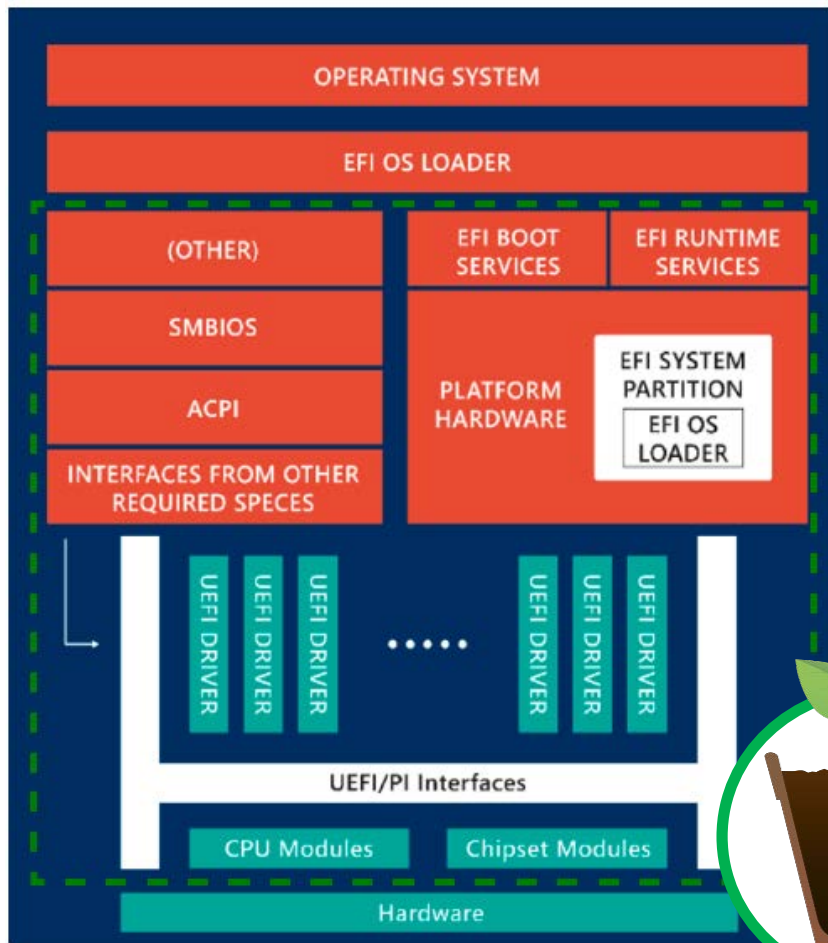 OPERATING SYSTEM
EFI OS LOADER
(OTHER)
SMBIOS
ACPI
INTERFACES FROM OTHER
REQUIRED SPECES
EFI BOOT
SERVICES
EFI RUNTIME
SERVICES
PLATFORM
HARDWARE
EFI SYSTEM
PARTITION
EFI OS
LOADER
UEFI DRIVER
UEFI DRIVER
UEFI DRIVER
UEFI DRIVER
UEFI DRIVER
UEFI DRIVER
UEFI/PI Interfaces
CPU Modules
Chipset Modules
Hardware